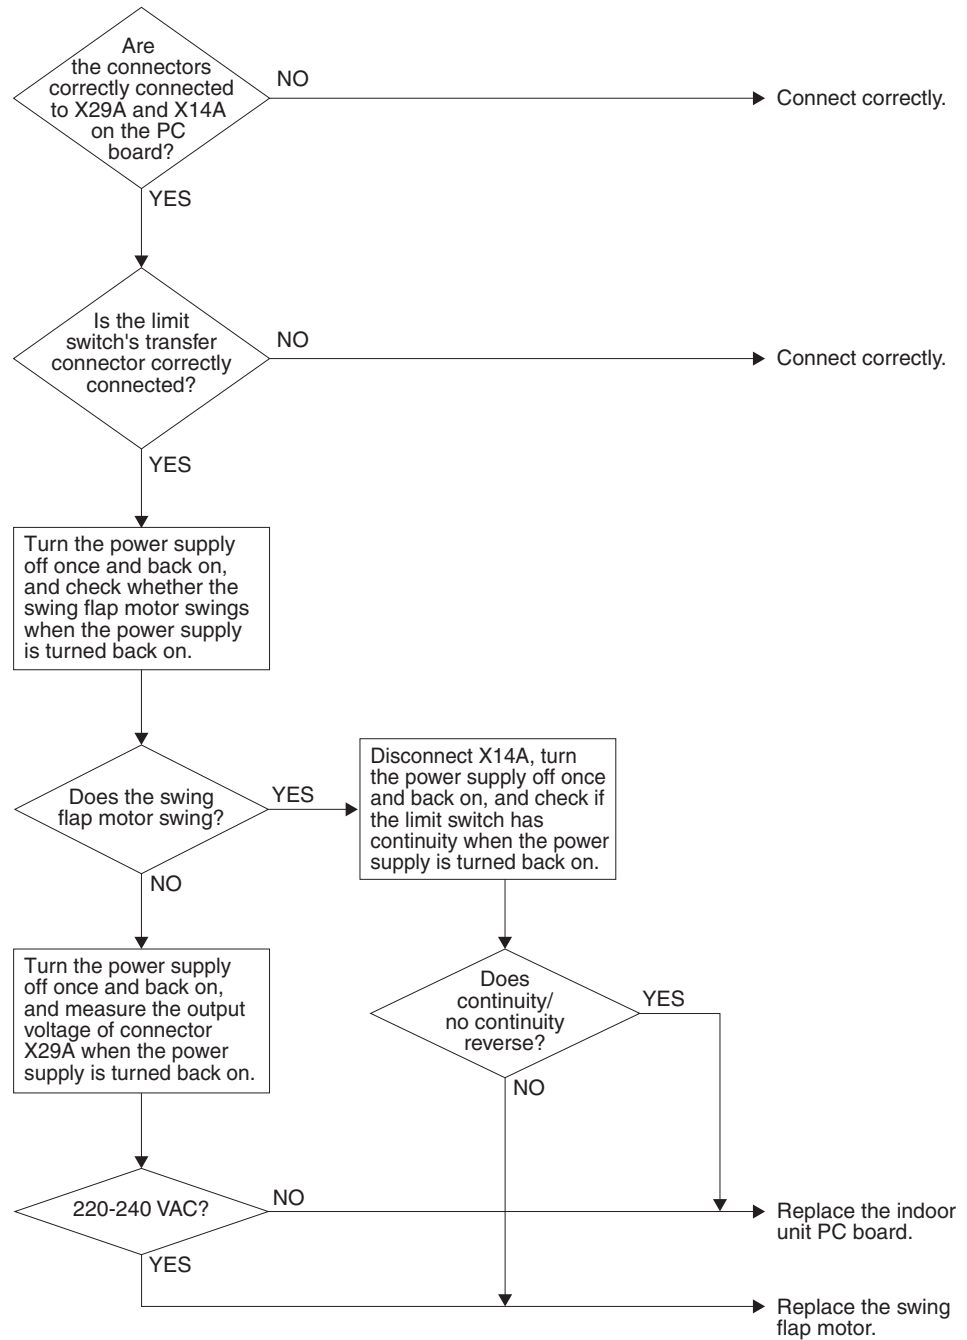 Are
the connectors
correctly connected
to X29A and X14A
on the PC
board?
NO
Connect correctly.
YES
Is the limit
switch's transfer
connector correctly
connected?
NO
Connect correctly.
YES
Turn the power supply
off once and back on,
and check whether the
swing flap motor swings
when the power supply
is turned back on.
Does the swing
flap motor swing?
YES
Disconnect X14A, turn
the power supply off once
and back on, and check if
the limit switch has
continuity when the power
supply is turned back on.
NO
Turn the power supply
off once and back on,
and measure the output
voltage of connector
X29A when the power
supply is turned back on.
Does
continuity/
no continuity
reverse?
YES
NO
220-240 VAC?
NO
Replace the indoor
unit PC board.
YES
Replace the swing
flap motor.